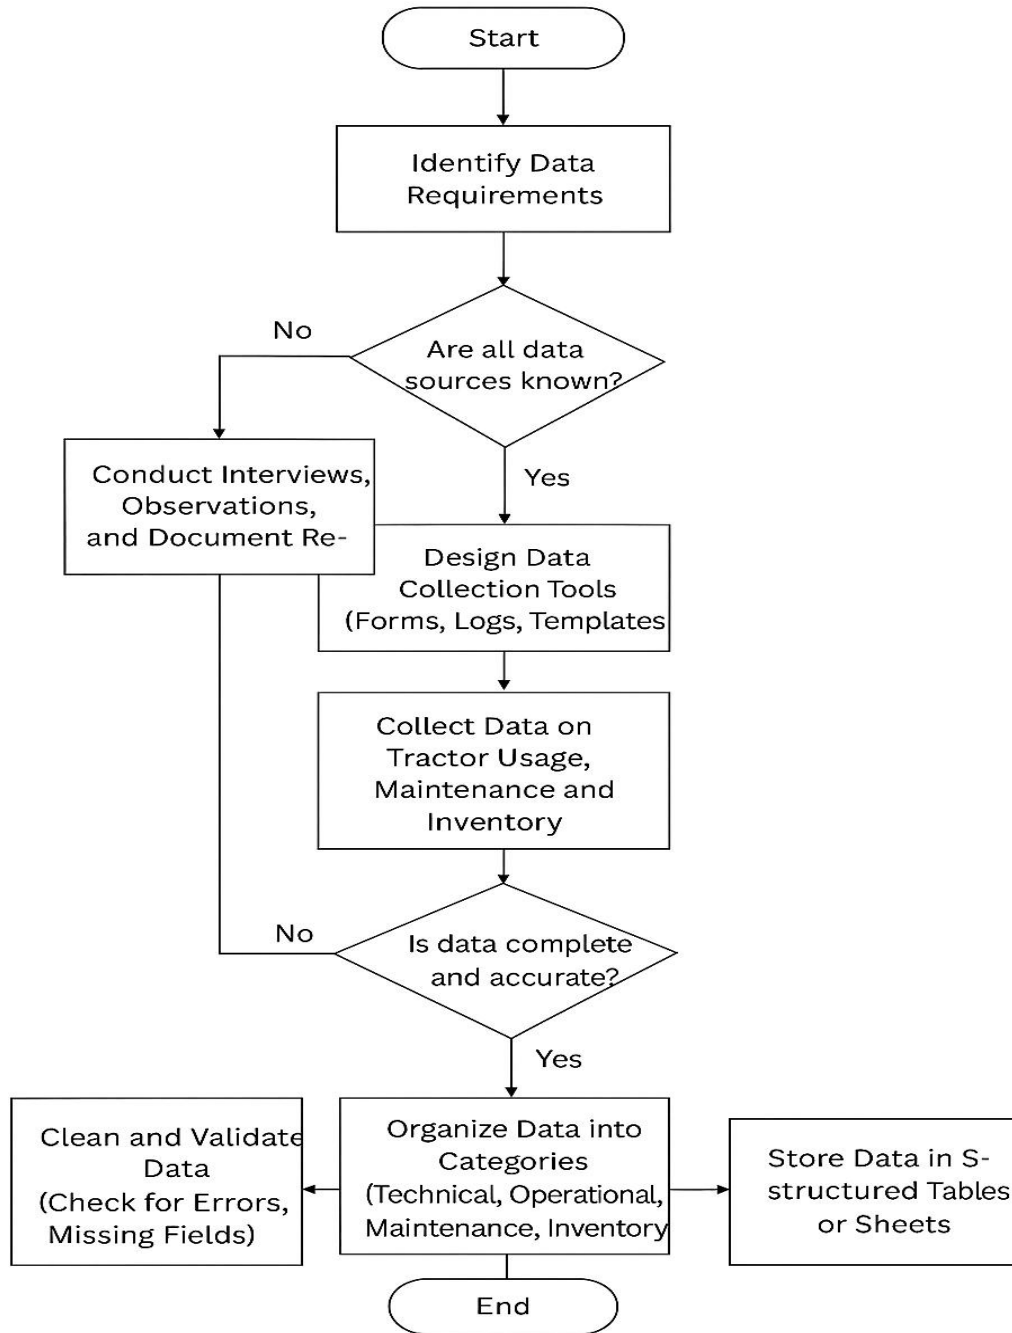 Start
Identify Data
Requirements
No
Are all data
sources known?
Conduct Interviews,
Observations,
and Document Re-
Yes
Design Data
Collection Tools
(Forms, Logs, Templates
Collect Data on
Tractor Usage,
Maintenance and
Inventory
No
Is data complete
and accurate?
Yes
Clean and Validate
Data
(Check for Errors,
Missing Fields)
Organize Data into
Categories
(Technical, Operational,
Maintenance, Inventory
Store Data in S-
structured Tables
or Sheets
End